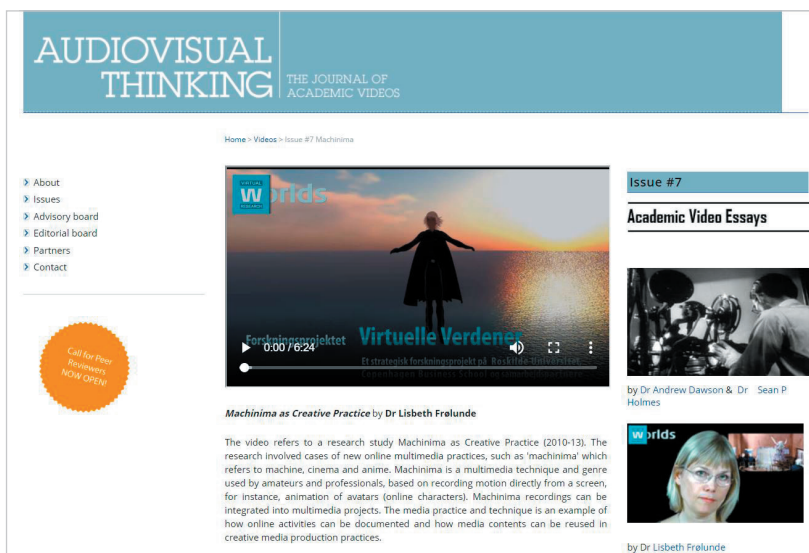 AUDIOVISUAL
THINKING
THE JOURNAL OF
ACADEMIC VIDEOS
Home > Videos > Issue #7 Machinima
About
Issues
Advisory board
Editorial board
Partners
Contact
Call for Peer
Reviewers
NOW OPEN!
VIRTUAL
Worlds
RESEARCH
Forskningsprojektet Virtuelle Verdener
0:00 / 6:24
Et strategisk forskningsprojekt på Roskilde Universitet,
Copenhagen Business School og
Machinima as Creative Practice by Dr Lisbeth Frølunde
The video refers to a research study Machinima as Creative Practice (2010-13). The
research involved cases of new online multimedia practices, such as 'machinima' which
refers to machine, cinema and anime. Machinima is a multimedia technique and genre
used by amateurs and professionals, based on recording motion directly from a screen,
for instance, animation of avatars (online characters). Machinima recordings can be
integrated into multimedia projects. The media practice and technique is an example of
how online activities can be documented and how media contents can be reused in
creative media production practices.
Issue #7
Academic Video Essays
by Dr Andrew Dawson & Dr Sean P
Holmes
Worlds
by Dr Lisbeth Frølunde